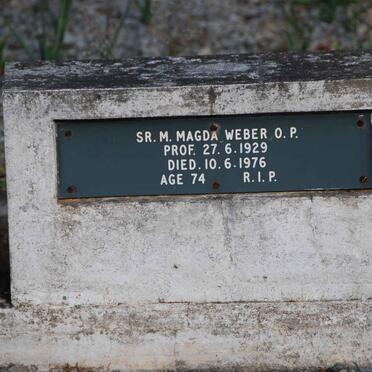 SR. M. MAGDA WEBER O.P.
PROF. 27.6.1929
DIED. 10.6.1976
AGE 74 R.I.P.